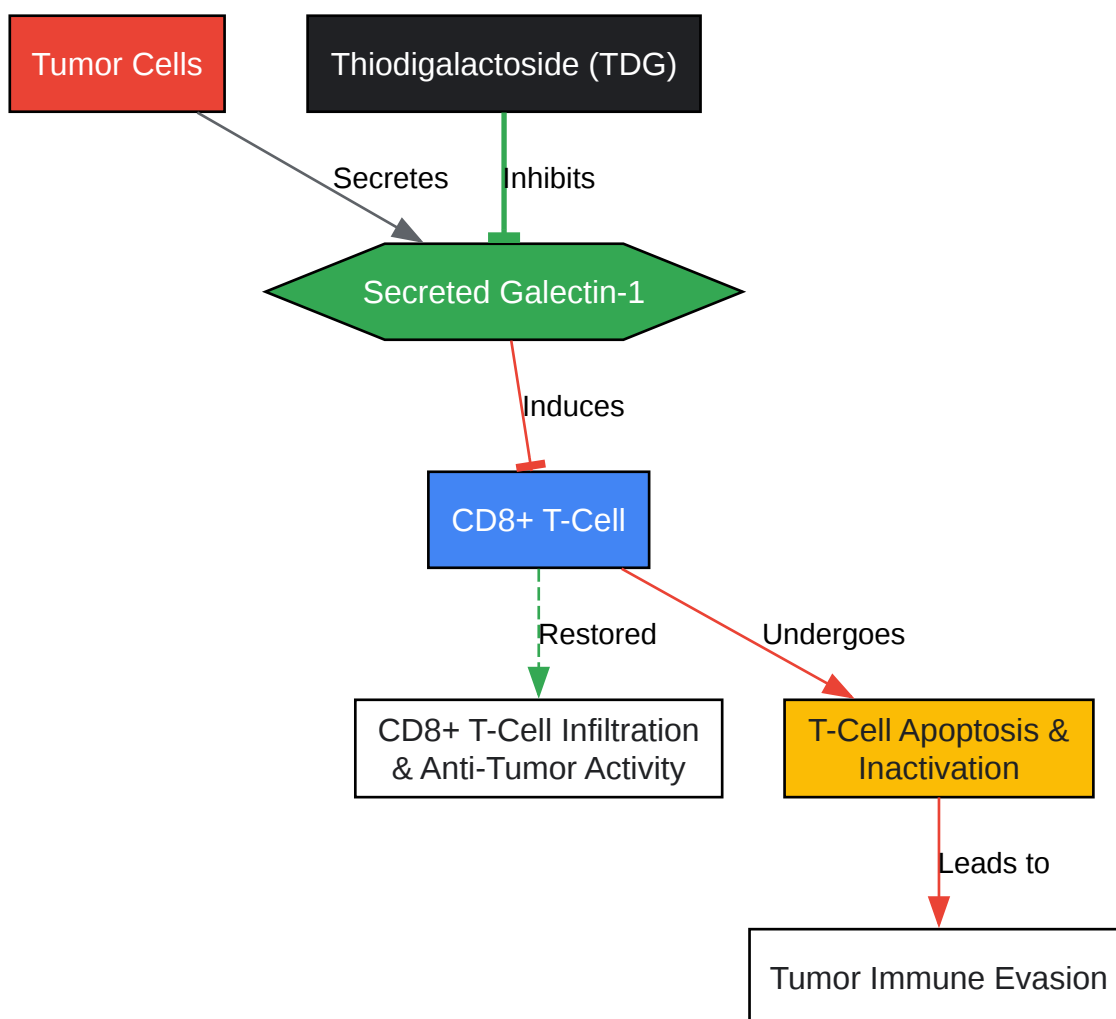 Tumor Cells
Thiodigalactoside (TDG)
Secretes
Inhibits
Secreted Galectin-1
Induces
CD8+ T-Cell
Restored
Undergoes
CD8+ T-Cell Infiltration
& Anti-Tumor Activity
T-Cell Apoptosis &
Inactivation
Leads to
Tumor Immune Evasion